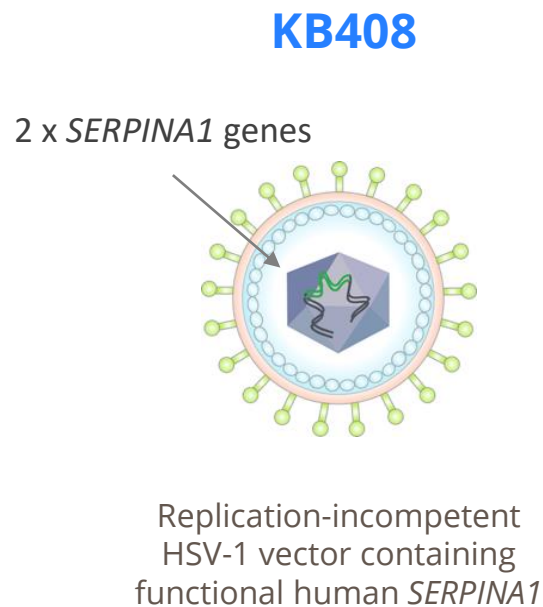 KB408
2 x SERPINA1 genes
Replication-incompetent
HSV-1 vector containing
functional human SERPINA1